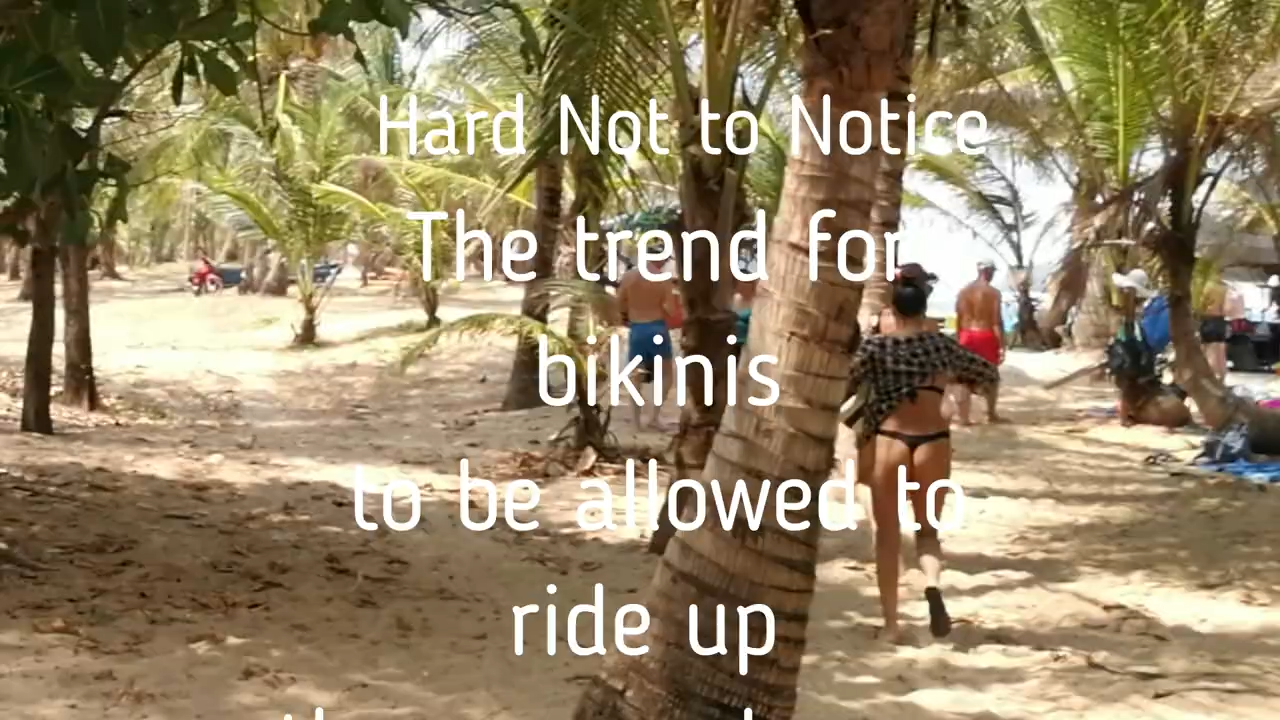 Hard Not to Notice
The trend for
bikinis
to be allowed to
ride up